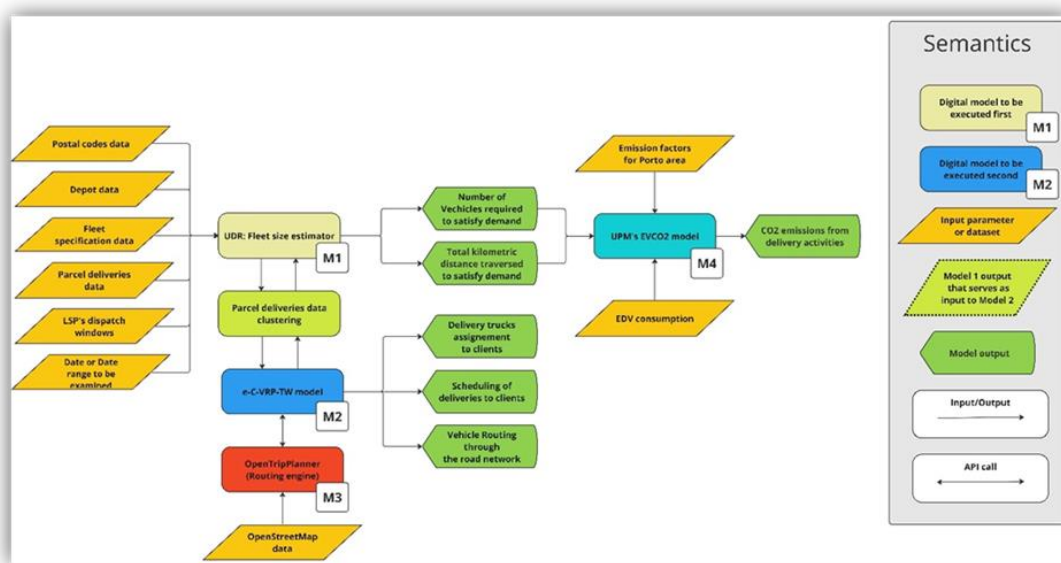 Semantics
Postal codes data
Depot data
Fleet
specification data
Parcel deliveries
data
LSP's dispatch
windows
Date or Date
range to be
examined
UDR: Fleet size estimator
M1
Parcel deliveries data
clustering
e-C-VRP-TW model
M2
OpenTripPlanner
(Routing engine)
M3
OpenStreetMap
data
Number of
Vechicles required
to satisfy demand
Total kilometric
distance traversed
to satisfy demand
Delivery trucks
assignement
to clients
Scheduling of
deliveries to clients
Vehicle Routing
through
the road network
Emission factors
for Porto area
UPM's EVCO2 model
M4
EDV consumption
CO2 emissions from
delivery activities
Digital model to be
executed first
M1
Digital model to be
executed second
M2
Input parameter
or dataset
Model 1 output
that serves as
input to Model 2
Model output
Input/Output
API call